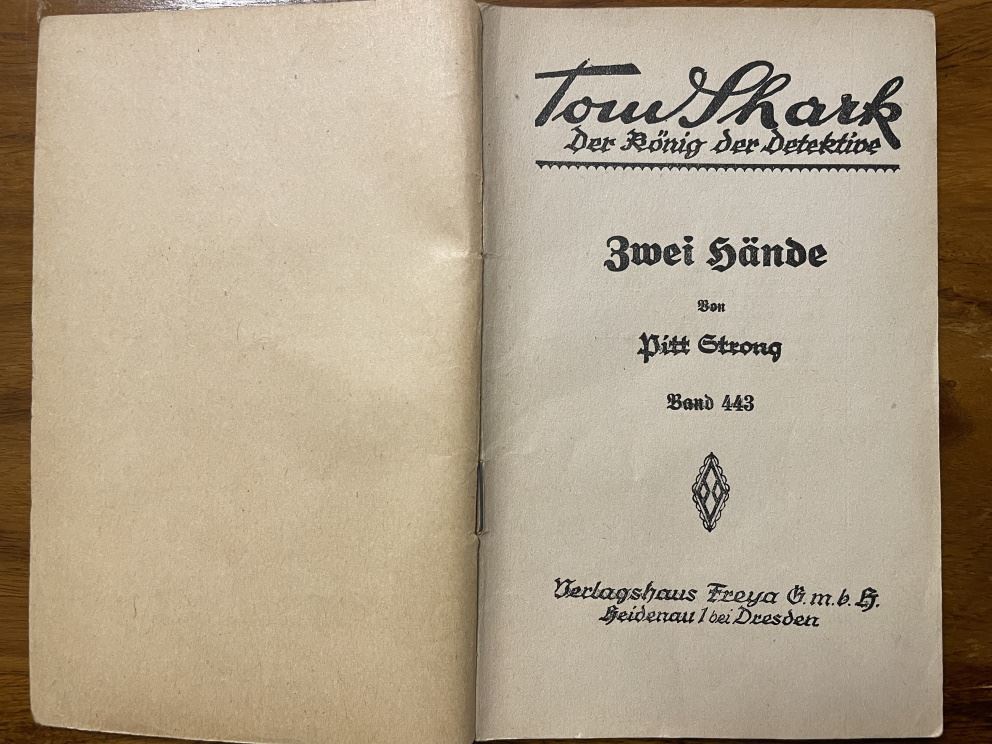 Tom Shark
Der König der Detektive
Zwei Hände
Von
Pitt Strong
Band 443
Verlagshaus Freya G. m. b. H.
Heidenau 1 bei Dresden